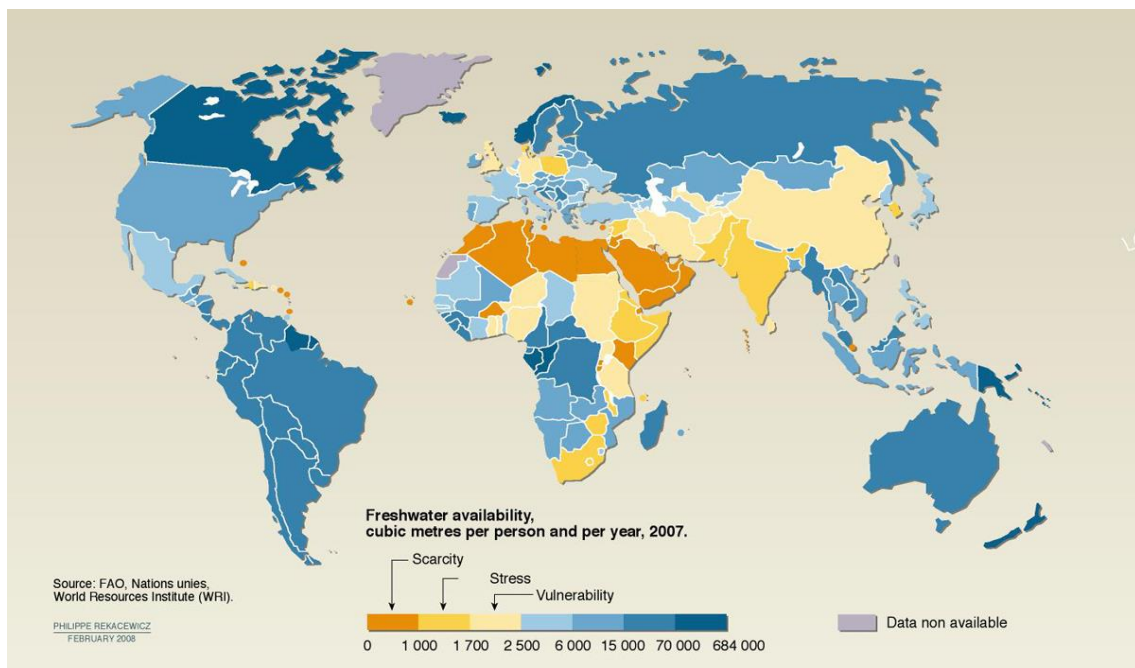 Freshwater availability,
cubic metres per person and per year, 2007.
Scarcity
Stress
Vulnerability
0 1 000 1 700 2 500 6 000 15 000 70 000 684 000
Data non available
Source: FAO, Nations unies,
World Resources Institute (WRI).
PHILIPPE REKACEWICZ
FEBRUARY 2008